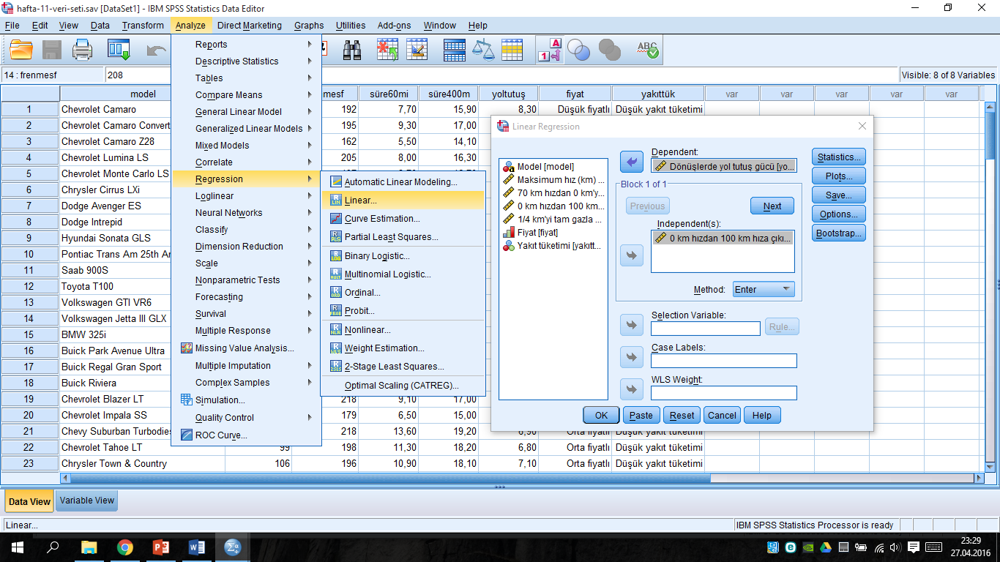 hafta-11-veri-seti.sav [DataSet1] - IBM SPSS Statistics Data Editor
File Edit View Data Transform Analyze Direct Marketing Graphs Utilities Add-ons Window Help
14 : frenmesf 208 Visible: 8 of 8 Variables
model mesf süre60mi süre400m yoltutuş fiyat yakıttük var var var var var
1 Chevrolet Camaro 192 7,70 15,90 8,30 Düşük fiyatlı Düşük yakıt tüketimi
2 Chevrolet Camaro Convert 195 9,30 17,00
3 Chevrolet Camaro Z28 162 5,50 14,10
4 Chevrolet Lumina LS 205 8,00 16,30
5 Chevrolet Monte Carlo LS
6 Chrysler Cirrus LXi
7 Dodge Avenger ES
8 Dodge Intrepid
9 Hyundai Sonata GLS
10 Pontiac Trans Am 25th An
11 Saab 900S
12 Toyota T100
13 Volkswagen GTI VR6
14 Volkswagen Jetta III GLX
15 BMW 325i
16 Buick Park Avenue Ultra
17 Buick Regal Gran Sport
18 Buick Riviera
19 Chevrolet Blazer LT 218 9,10 17,00
20 Chevrolet Impala SS 179 6,50 15,00
21 Chevy Suburban Turbodies 218 13,60 19,20 6,90 Orta fiyatlı Düşük yakıt tüketimi
22 Chevrolet Tahoe LT 99 198 11,30 18,20 6,80 Orta fiyatlı Düşük yakıt tüketimi
23 Chrysler Town & Country 106 196 10,90 18,10 7,10 Orta fiyatlı Düşük yakıt tüketimi
Reports
Descriptive Statistics
Tables
Compare Means
General Linear Model
Generalized Linear Models
Mixed Models
Correlate
Regression
Loglinear
Neural Networks
Classify
Dimension Reduction
Scale
Nonparametric Tests
Forecasting
Survival
Multiple Response
Missing Value Analysis...
Multiple Imputation
Complex Samples
Simulation...
Quality Control
ROC Curve...
Automatic Linear Modeling...
Linear...
Curve Estimation...
Partial Least Squares...
Binary Logistic...
Multinomial Logistic...
Ordinal...
Probit...
Nonlinear...
Weight Estimation...
2-Stage Least Squares...
Optimal Scaling (CATREG)...
Linear Regression
Model [model]
Maksimum hız (km) ...
70 km hızdan 0 km'y...
0 km hızdan 100 km...
1/4 km'yi tam gazla ...
Fiyat [fiyat]
Yakıt tüketimi [yakıtt...
Dependent:
Dönüşlerde yol tutuş gücü [yo...
Block 1 of 1
Previous Next
Independent(s):
0 km hızdan 100 km hıza çıkı...
Method: Enter
Selection Variable:
Rule...
Case Labels:
WLS Weight:
Statistics...
Plots...
Save...
Options...
Bootstrap...
OK Paste Reset Cancel Help
Data View Variable View
Linear... IBM SPSS Statistics Processor is ready
23:29
27.04.2016